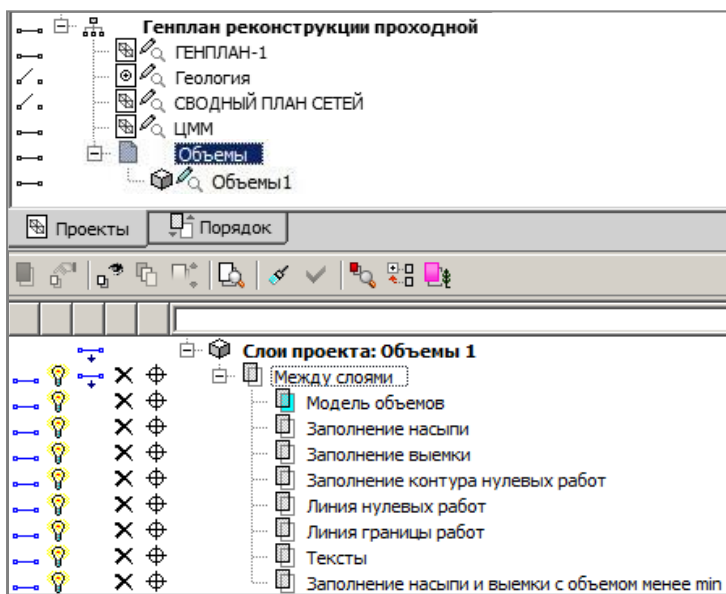 Генплан реконструкции проходной
ГЕНПЛАН-1
Геология
СВОДНЫЙ ПЛАН СЕТЕЙ
ЦММ
Объемы
Объемы1
Проекты
Порядок
Слои проекта: Объемы 1
Между слоями
Модель объемов
Заполнение насыпи
Заполнение выемки
Заполнение контура нулевых работ
Линия нулевых работ
Линия границы работ
Тексты
Заполнение насыпи и выемки с объемом менее min